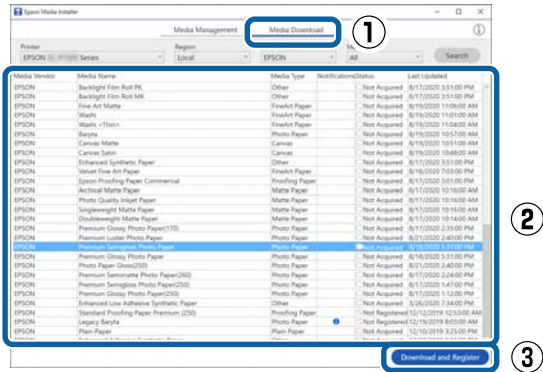 Epson Media Installer
Media Management Media Download ①
Printer Region
EPSON Series Local EPSON All Search
Media Vendor Media Name Media Type Notifications Status Last Updated
EPSON Backlight Film Roll PK Other Not Acquired 8/17/2020 3:51:00 PM
EPSON Backlight Film Roll MK Other Not Acquired 8/17/2020 3:51:00 PM
EPSON Fine Art Matte FineArt Paper Not Acquired 8/19/2020 11:06:00 AM
EPSON Washi FineArt Paper Not Acquired 8/19/2020 11:01:00 AM
EPSON Washi <Thin> FineArt Paper Not Acquired 8/19/2020 11:04:00 AM
EPSON Baryta Photo Paper Not Acquired 8/19/2020 10:57:00 AM
EPSON Canvas Matte Canvas Not Acquired 8/19/2020 10:51:00 AM
EPSON Canvas Satin Canvas Not Acquired 8/19/2020 10:49:00 AM
EPSON Enhanced Synthetic Paper Other Not Acquired 8/17/2020 3:51:00 PM
EPSON Velvet Fine Art Paper FineArt Paper Not Acquired 8/18/2020 7:03:00 PM
EPSON Epson Proofing Paper Commercial Proofing Paper Not Acquired 8/17/2020 3:01:00 PM
EPSON Archival Matte Paper Matte Paper Not Acquired 8/17/2020 10:16:00 AM
EPSON Photo Quality Inkjet Paper Matte Paper Not Acquired 8/17/2020 10:16:00 AM
EPSON Singleweight Matte Paper Matte Paper Not Acquired 8/17/2020 10:16:00 AM
EPSON Doubleweight Matte Paper Matte Paper Not Acquired 8/17/2020 10:14:00 AM
EPSON Premium Glossy Photo Paper(170) Photo Paper Not Acquired 8/17/2020 2:35:00 PM
EPSON Premium Luster Photo Paper Photo Paper Not Acquired 8/21/2020 2:40:00 PM
EPSON Premium Semigloss Photo Paper Photo Paper Not Acquired 8/18/2020 5:37:00 PM
EPSON Premium Glossy Photo Paper Photo Paper Not Acquired 8/18/2020 5:31:00 PM
EPSON Photo Paper Gloss(250) Photo Paper Not Acquired 8/21/2020 2:40:00 PM
EPSON Premium Semimatte Photo Paper(260) Photo Paper Not Acquired 8/17/2020 2:24:00 PM
EPSON Premium Semigloss Photo Paper(250) Photo Paper Not Acquired 8/17/2020 1:47:00 PM
EPSON Premium Glossy Photo Paper(250) Photo Paper Not Acquired 8/17/2020 1:12:00 PM
EPSON Enhanced Low Adhesive Synthetic Paper Other Not Acquired 3/26/2020 7:34:00 PM
EPSON Standard Proofing Paper Premium (250) Proofing Paper Not Registered 12/12/2019 12:53:00 AM
EPSON Legacy Baryta Photo Paper Not Registered 12/19/2019 8:03:00 AM
EPSON Plain Paper Plain Paper Not Acquired 12/10/2019 3:25:00 PM
②
Download and Register ③